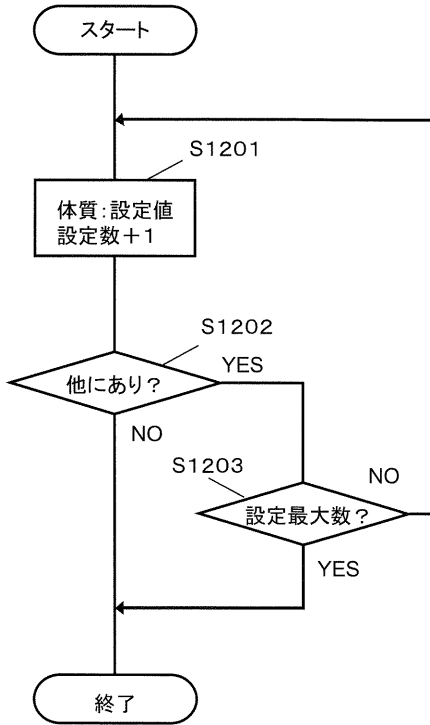 スタート
S1201
体質:設定値
設定数+1
S1202
他にあり?
YES
NO
S1203
NO
設定最大数?
YES
終了